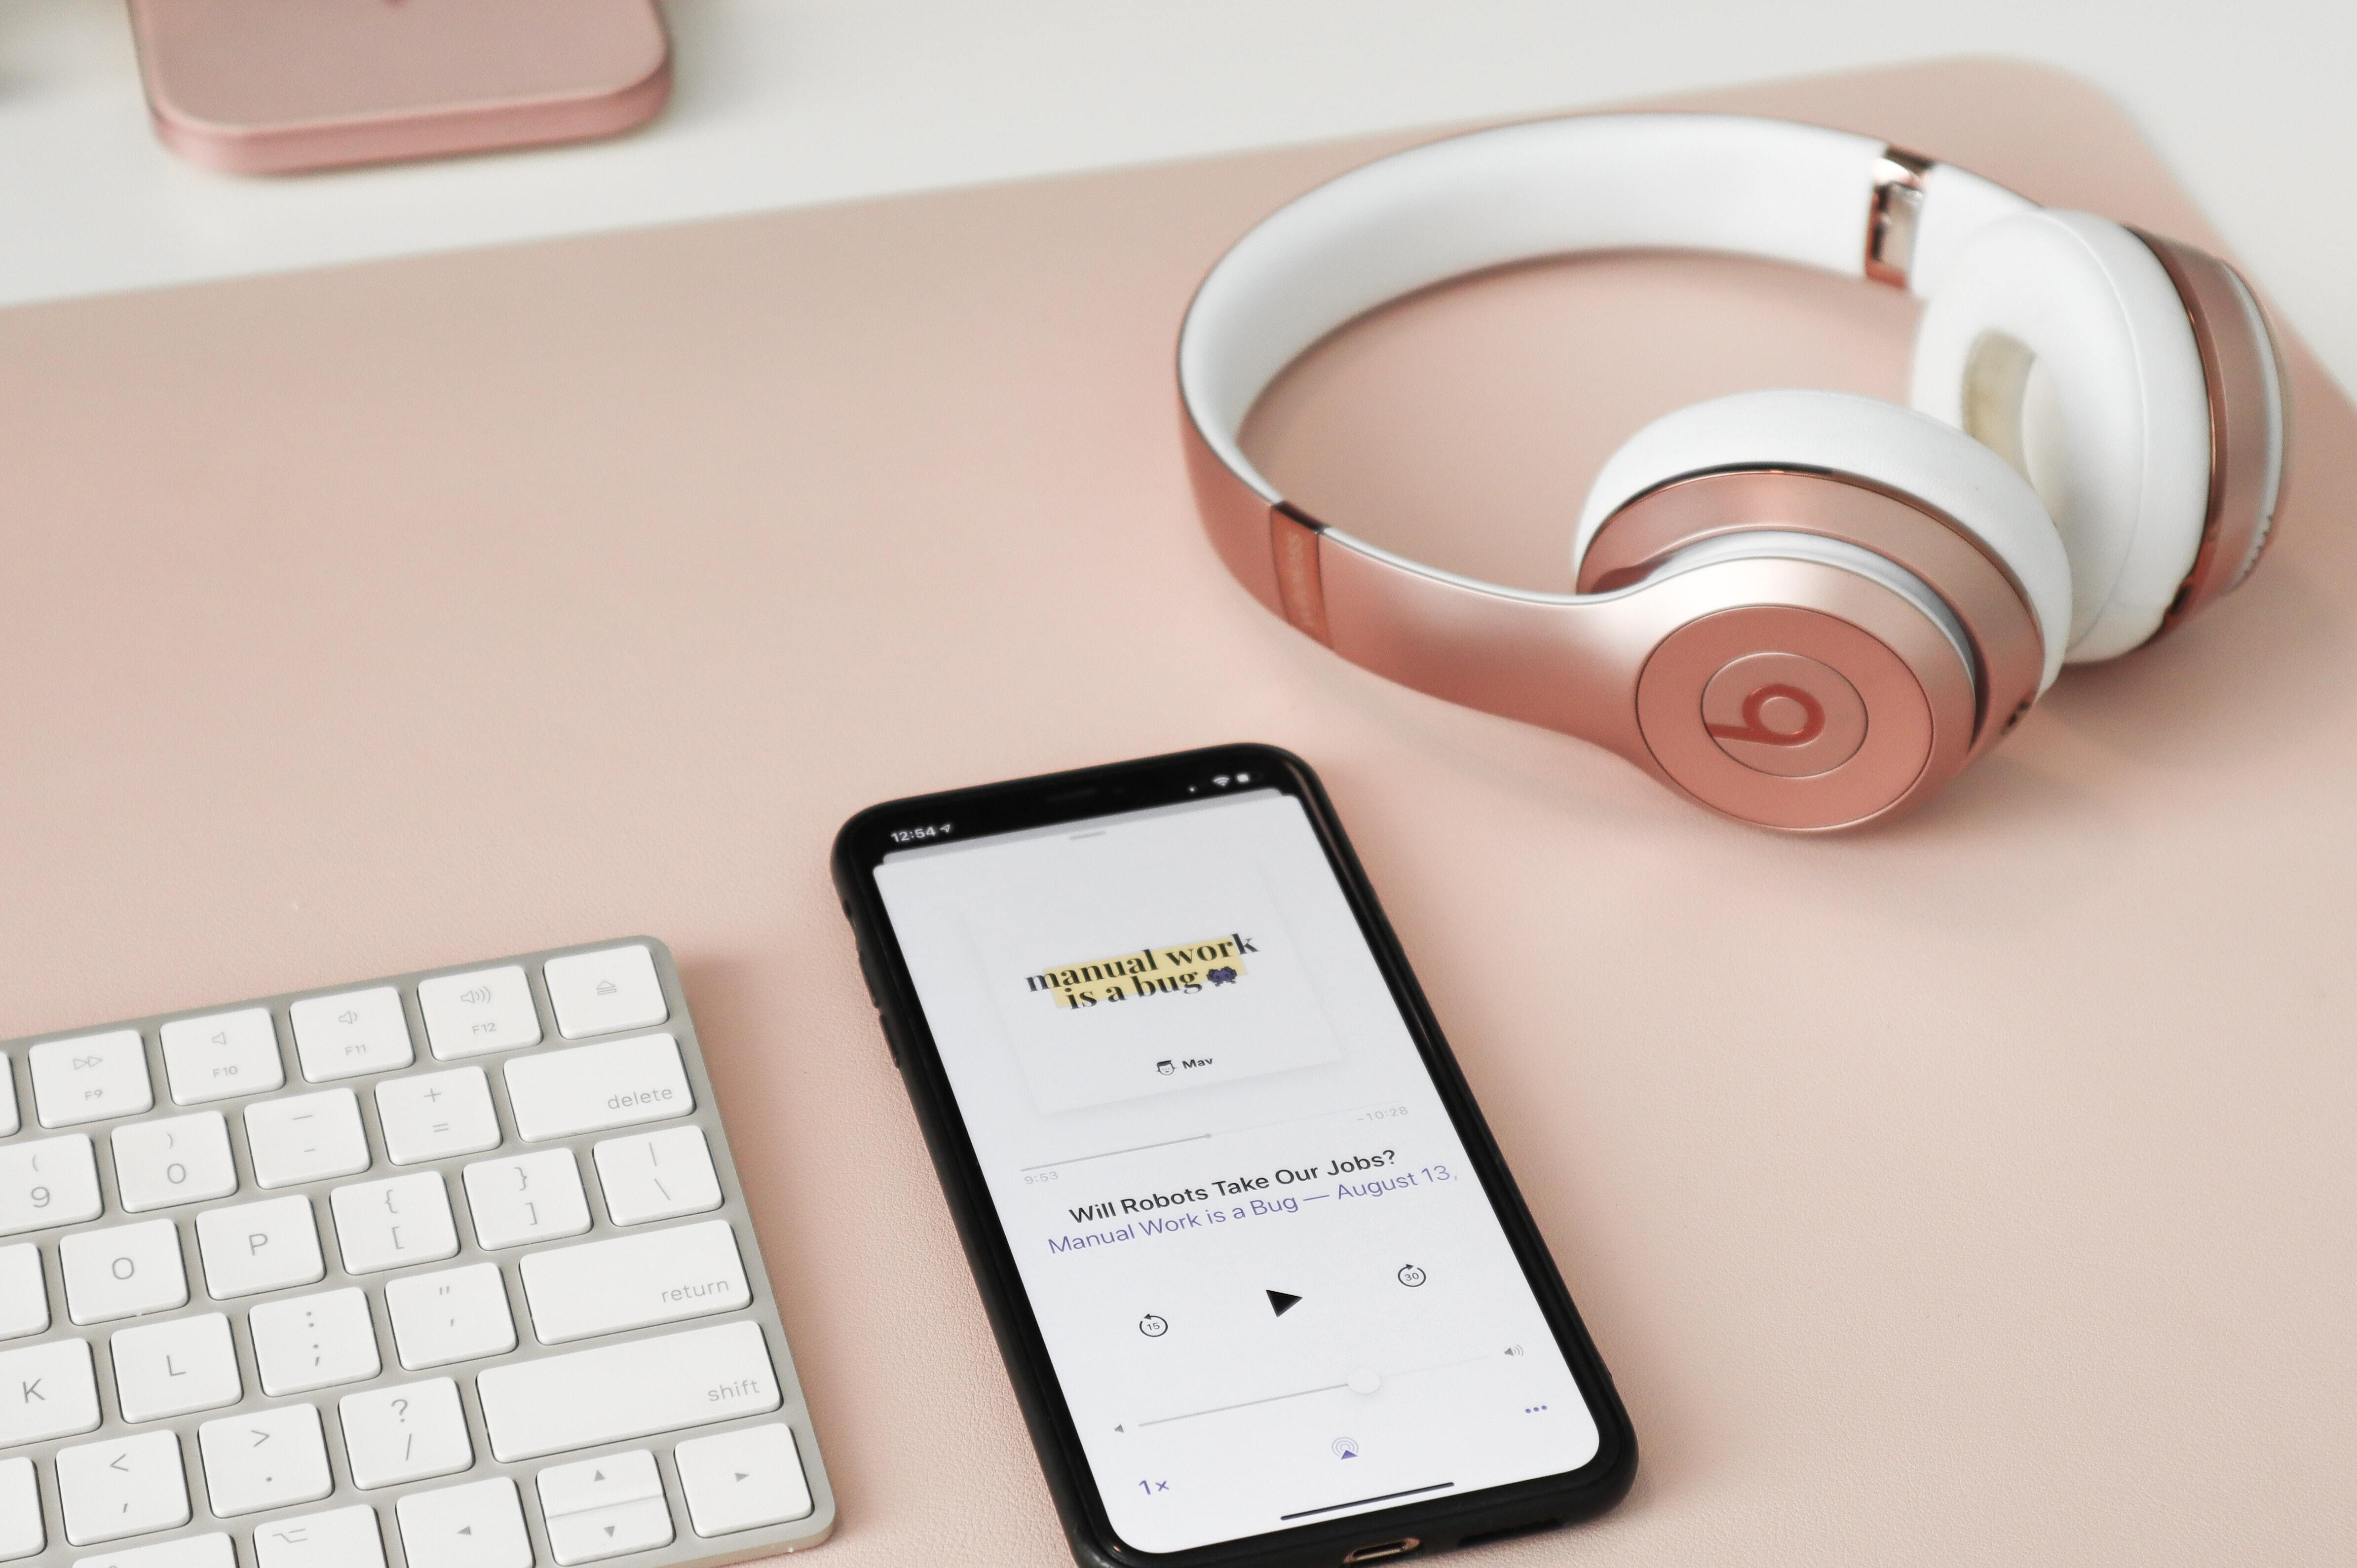 12:54
manual work
is a bug
Mav
9:53
-10:28
Will Robots Take Our Jobs?
Manual Work is a Bug — August 13,
15
30
1×
b
F9
F10
F11
F12
(
9
)
0
—
-
+
=
delete
O
P
{
[
}
]
|
\
return
K
L
:
;
"
'
shift
<
,
>
.
?
/